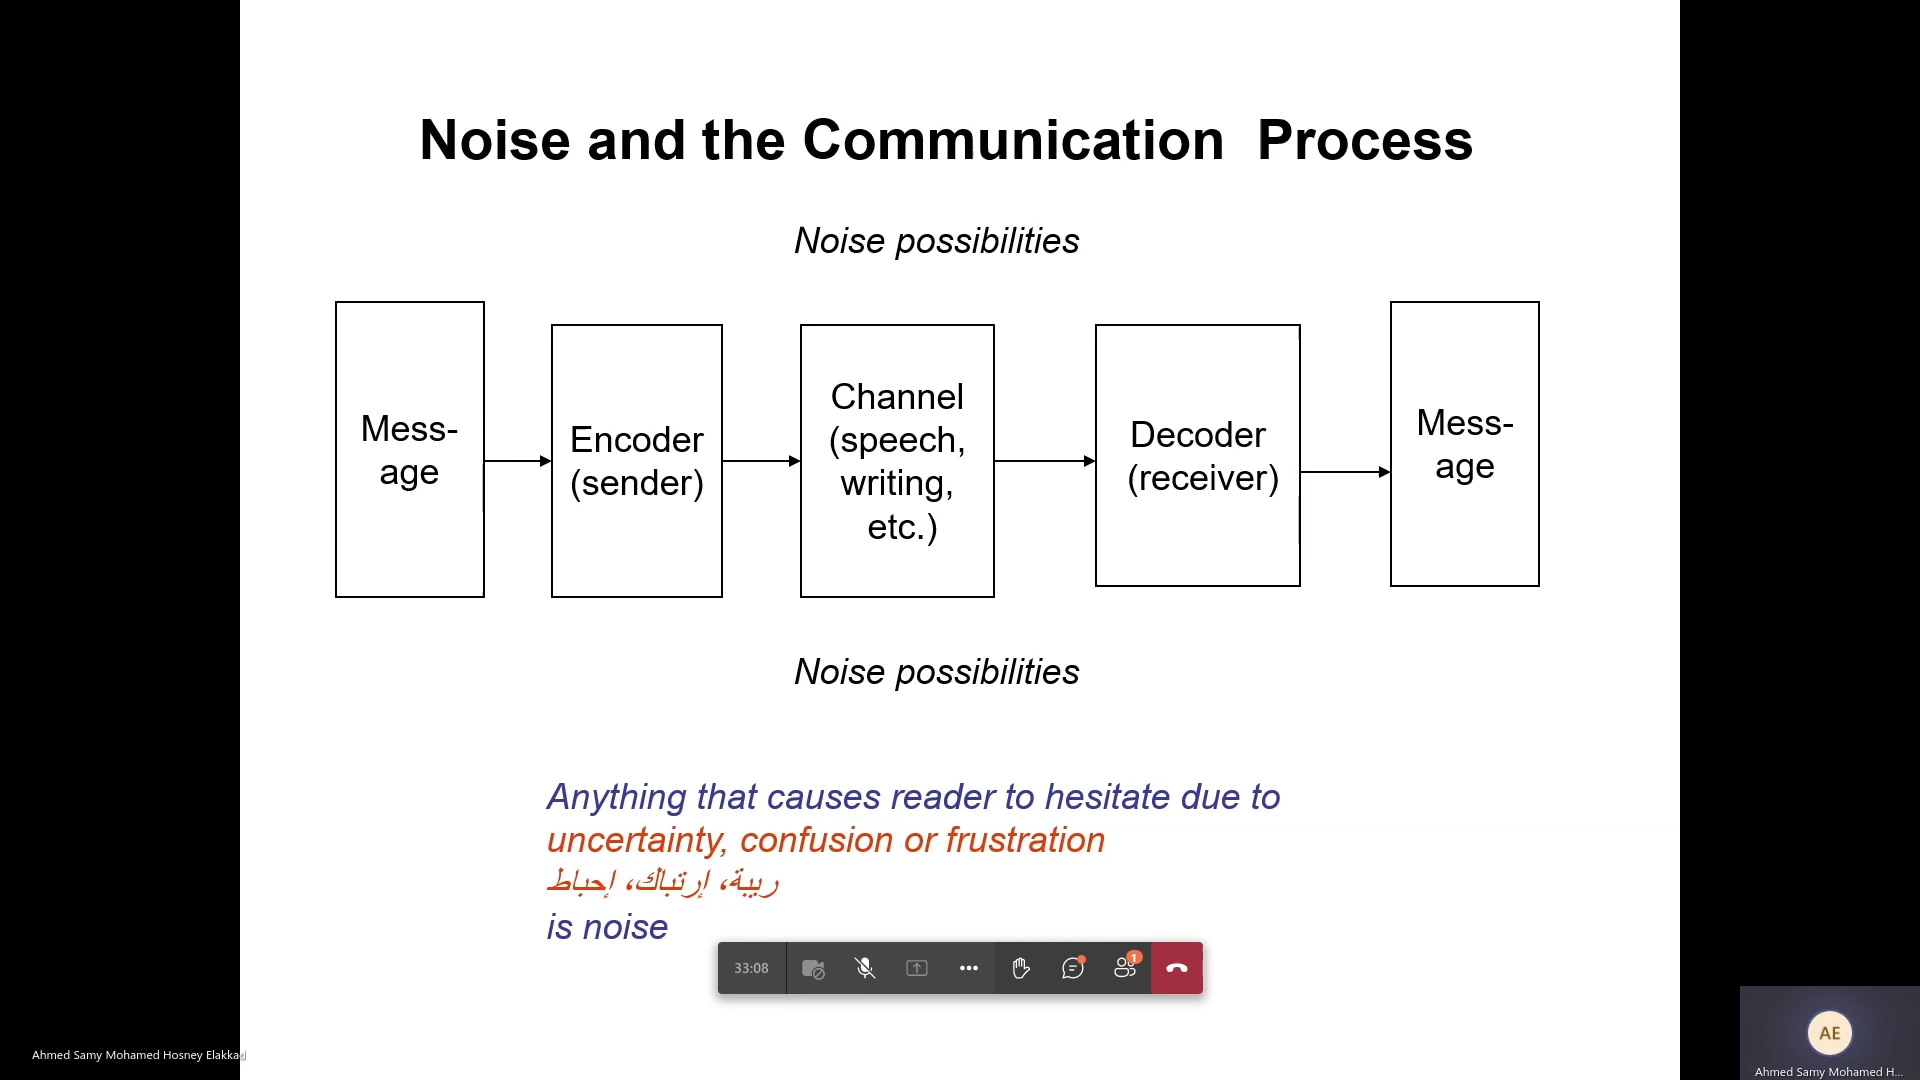 Noise and the Communication Process
Noise possibilities
Mess-
age
Encoder
(sender)
Channel
(speech,
writing,
etc.)
Decoder
(receiver)
Mess-
age
Noise possibilities
Anything that causes reader to hesitate due to
uncertainty, confusion or frustration
ريبة، إرتباك، إحباط
is noise
33:08
1
AE
Ahmed Samy Mohamed Hosney Elakkad
Ahmed Samy Mohamed H...